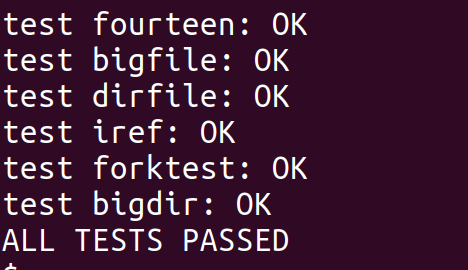 test fourteen: OK
test bigfile: OK
test dirfile: OK
test iref: OK
test forktest: OK
test bigdir: OK
ALL TESTS PASSED
$